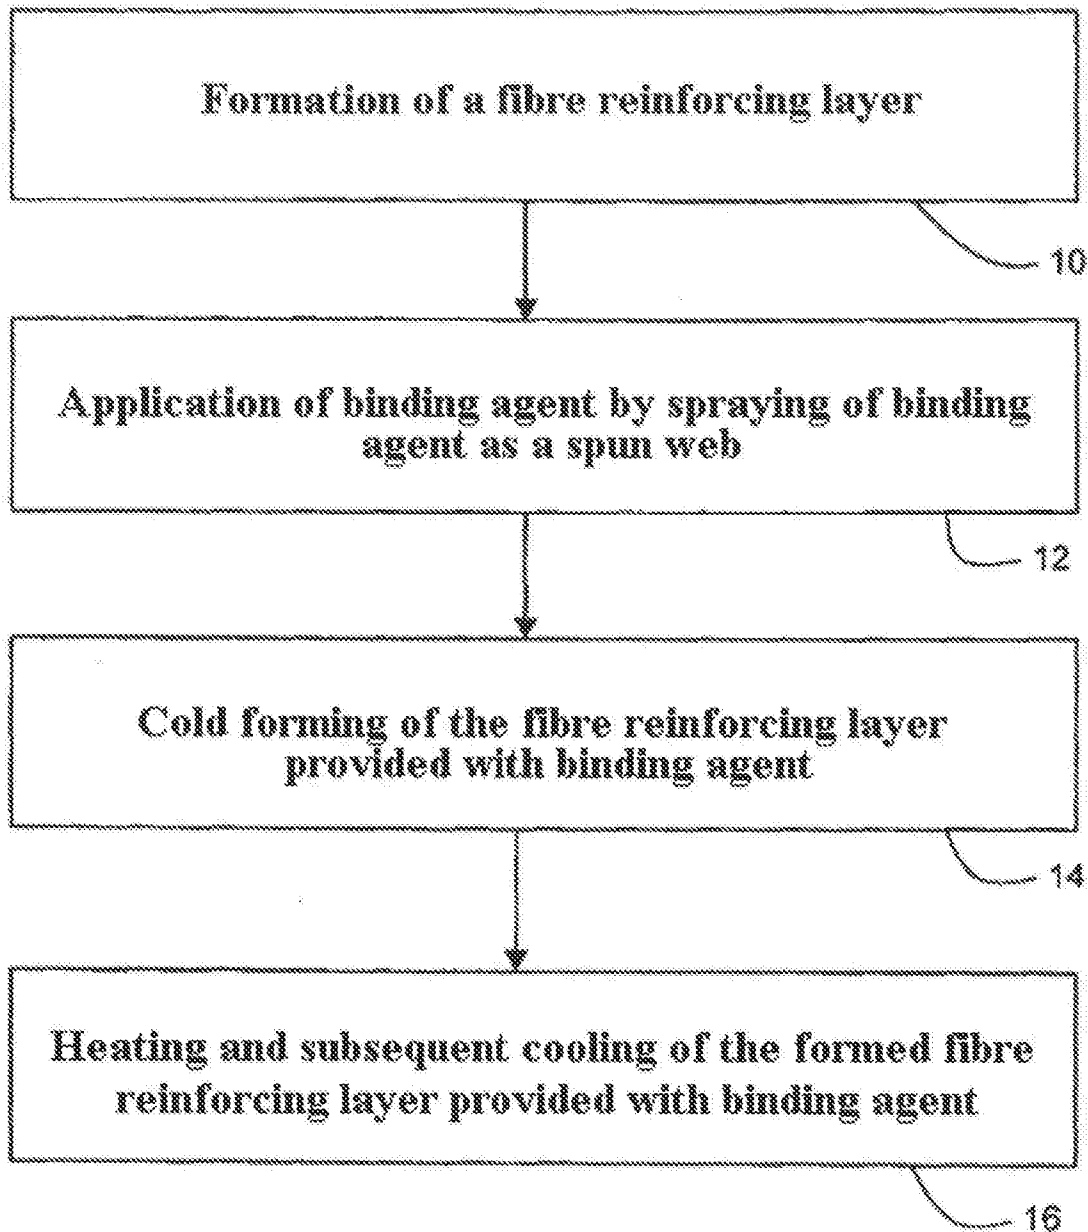 Formation of a fibre reinforcing layer
10
Application of binding agent by spraying of binding
agent as a spun web
12
Cold forming of the fibre reinforcing layer
provided with binding agent
14
Heating and subsequent cooling of the formed fibre
reinforcing layer provided with binding agent
16